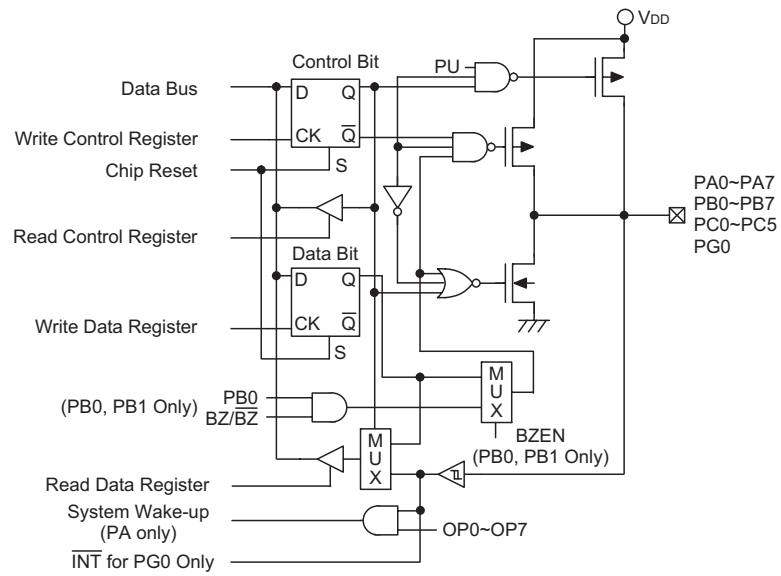 VDD
Control Bit
PU
Data Bus
D Q
Write Control Register
CK Q̅
Chip Reset
S
PA0~PA7
PB0~PB7
PC0~PC5
PG0
Read Control Register
Data Bit
D Q
Write Data Register
CK Q̅
S
MUX
PB0
(PB0, PB1 Only)
BZ/B̅Z̅
MUX
BZEN
(PB0, PB1 Only)
Read Data Register
System Wake-up
(PA only)
OP0~OP7
I̅N̅T̅ for PG0 Only